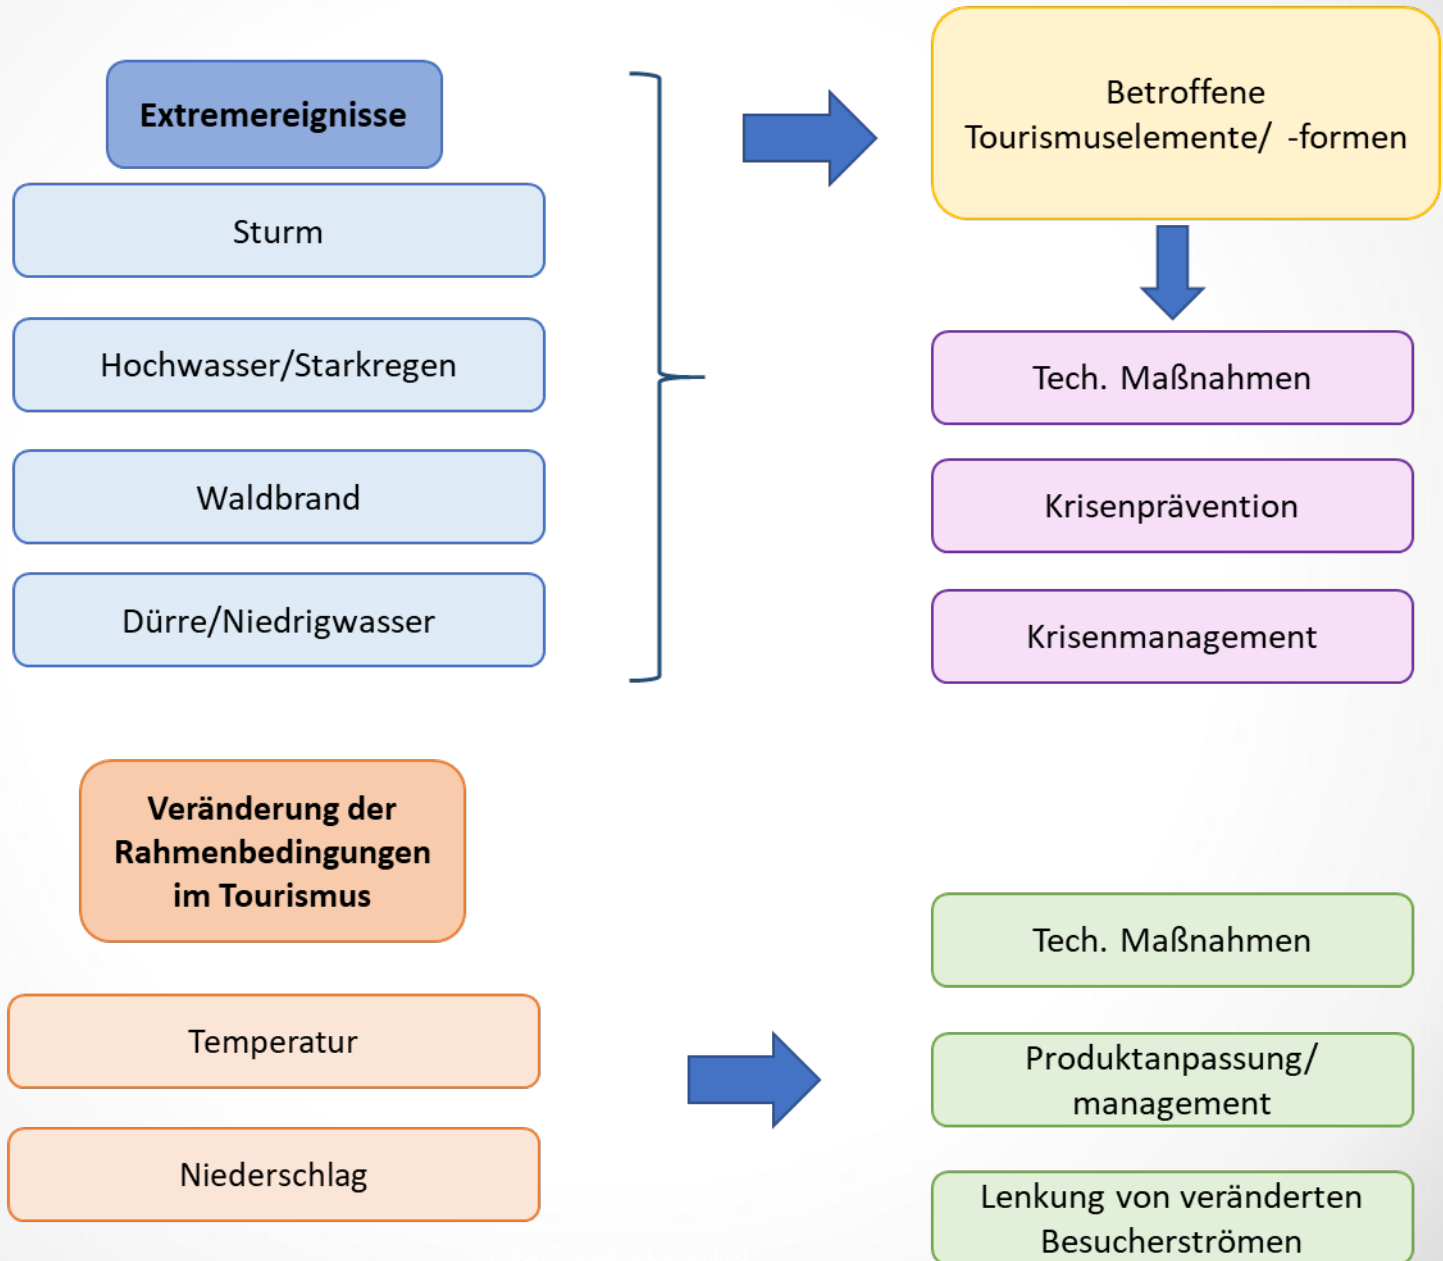 Extremereignisse
Sturm
Hochwasser/Starkregen
Waldbrand
Dürre/Niedrigwasser
Betroffene
Tourismuselemente/ -formen
Tech. Maßnahmen
Krisenprävention
Krisenmanagement
Veränderung der
Rahmenbedingungen
im Tourismus
Temperatur
Niederschlag
Tech. Maßnahmen
Produktanpassung/
management
Lenkung von veränderten
Besucherströmen